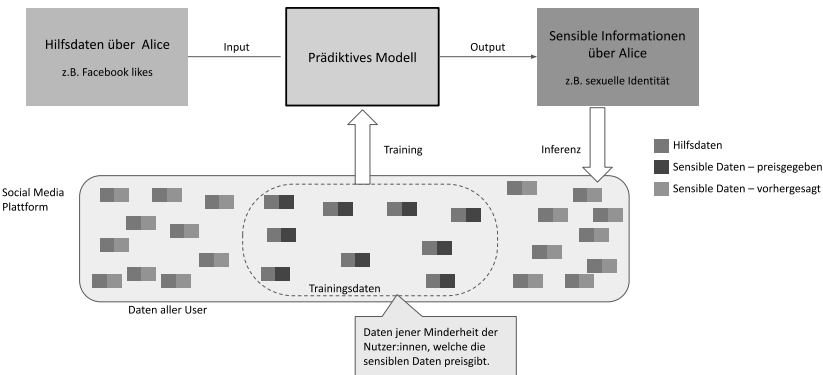 Hilfsdaten über Alice
z.B. Facebook likes
Input
Prädiktives Modell
Output
Sensible Informationen
über Alice
z.B. sexuelle Identität
Training
Inferenz
Hilfsdaten
Sensible Daten – preisgegeben
Sensible Daten – vorhergesagt
Social Media
Plattform
Trainingsdaten
Daten aller User
Daten jener Minderheit der
Nutzer:innen, welche die
sensiblen Daten preisgibt.